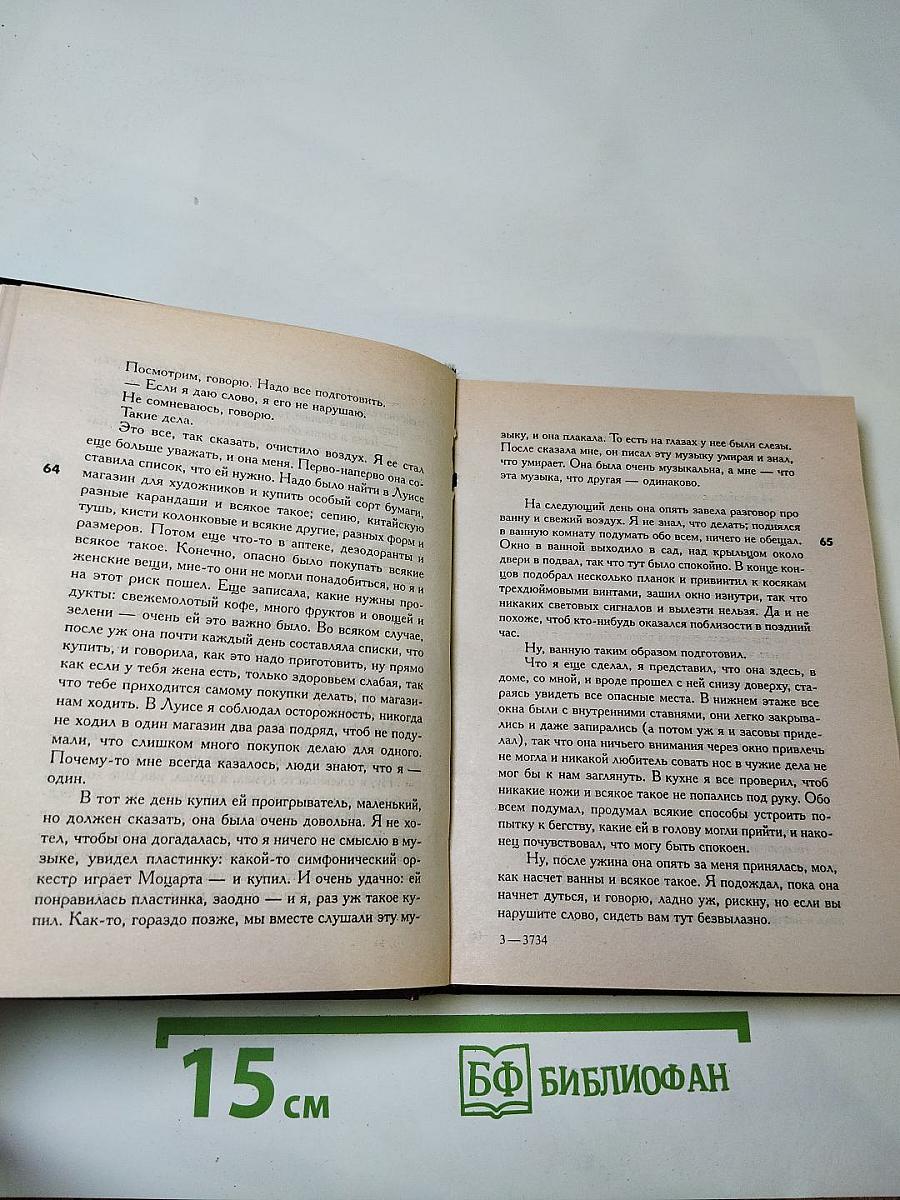 Посмотрим, говорю. Надо все подготовить.
— Если я даю слово, я его не нарушаю.
Не сомневаюсь, говорю.
Такие дела.
Это все, так сказать, очистило воздух. Я ее стал
еще больше уважать, и она меня. Перво-наперво она со-
ставила список, что ей нужно. Надо было найти в Луисе
магазин для художников и купить особый сорт бумаги,
разные карандаши и всякое такое; сепию, китайскую
тушь, кисти колонковые и всякие другие, разных форм и
размеров. Потом еще что-то в аптеке, дезодоранты и
всякое такое. Конечно, опасно было покупать всякие
женские вещи, мне-то они не могли понадобиться, но я и
на этот риск пошел. Еще записала, какие нужны про-
дукты: свежемолотый кофе, много фруктов и овощей и
зелени — очень ей это важно было. Во всяком случае,
после уж она почти каждый день составляла списки, что
купить, и говорила, как это надо приготовить, ну прямо
как если у тебя жена есть, только здоровьем слабая, так
что тебе приходится самому покупки делать, по магази-
нам ходить. В Луисе я соблюдал осторожность, никогда
не ходил в один магазин два раза подряд, чтоб не поду-
мали, что слишком много покупок делаю для одного.
Почему-то мне всегда казалось, люди знают, что я —
один.
В тот же день купил ей проигрыватель, маленький,
но должен сказать, она была очень довольна. Я не хо-
тел, чтобы она догадалась, что я ничего не смыслю в му-
зыке, увидел пластинку: какой-то симфонический ор-
кестр играет Моцарта — и купил. И очень удачно: ей
понравилась пластинка, заодно — и я, раз уж такое ку-
пил. Как-то, гораздо позже, мы вместе слушали эту му-
64
зыку, и она плакала. То есть на глазах у нее были слезы.
После сказала мне, он писал эту музыку умирая и знал,
что умирает. Она была очень музыкальна, а мне — что
эта музыка, что другая — одинаково.
На следующий день она опять завела разговор про
ванну и свежий воздух. Я не знал, что делать; поднялся
в ванную комнату подумать обо всем, ничего не обещал.
Окно в ванной выходило в сад, над крыльцом около
двери в подвал, так что тут было спокойно. В конце кон-
цов подобрал несколько планок и привинтил к косякам
трехдюймовыми винтами, зашил окно изнутри, так что
никаких световых сигналов и вылезти нельзя. Да и не
похоже, чтоб кто-нибудь оказался поблизости в поздний
час.
Ну, ванную таким образом подготовил.
Что я еще сделал, я представил, что она здесь, в
доме, со мной, и вроде прошел с ней снизу доверху, ста-
раясь увидеть все опасные места. В нижнем этаже все
окна были с внутренними ставнями, они легко закрыва-
лись и даже запирались (а потом уж я и засовы приде-
лал), так что она ничьего внимания через окно привлечь
не могла и никакой любитель совать нос в чужие дела не
мог бы к нам заглянуть. В кухне я все проверил, чтоб
никакие ножи и всякое такое не попались под руку. Обо
всем подумал, продумал всякие способы устроить по-
пытку к бегству, какие ей в голову могли прийти, и нако-
нец почувствовал, что могу быть спокоен.
Ну, после ужина она опять за меня принялась, мол,
как насчет ванны и всякое такое. Я подождал, пока она
начнет дуться, и говорю, ладно уж, рискну, но если вы
нарушите слово, сидеть вам тут безвылазно.
65
3—3734
15 см
БФ БИБЛИОФАН